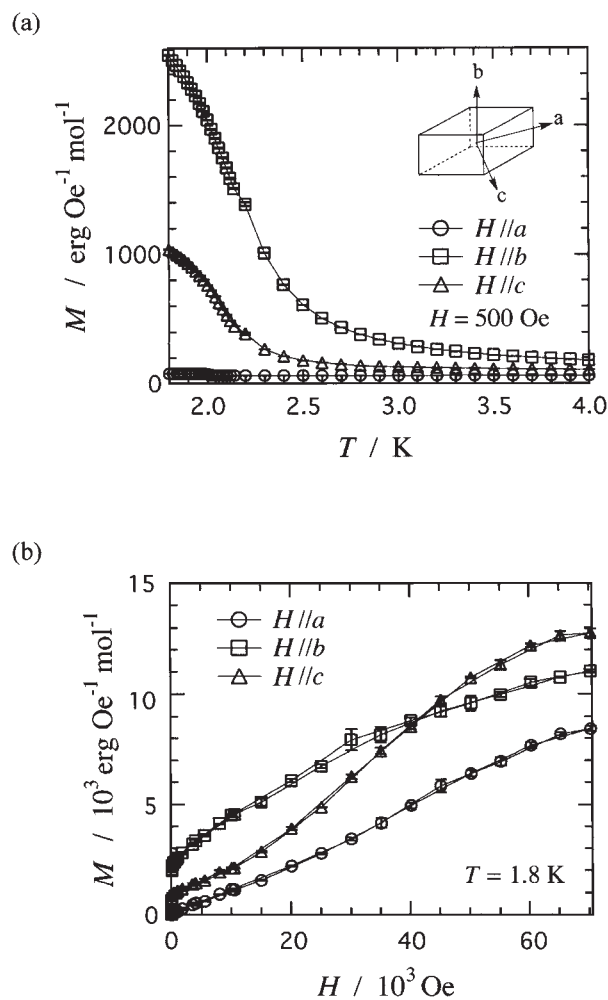 (a)
2000
1000
0
M / erg Oe⁻¹ mol⁻¹
b
a
c
H//a
H//b
H//c
H = 500 Oe
2.0 2.5 3.0 3.5 4.0
T / K
(b)
15
10
5
0
M / 10³ erg Oe⁻¹ mol⁻¹
H//a
H//b
H//c
T = 1.8 K
0 20 40 60
H / 10³ Oe